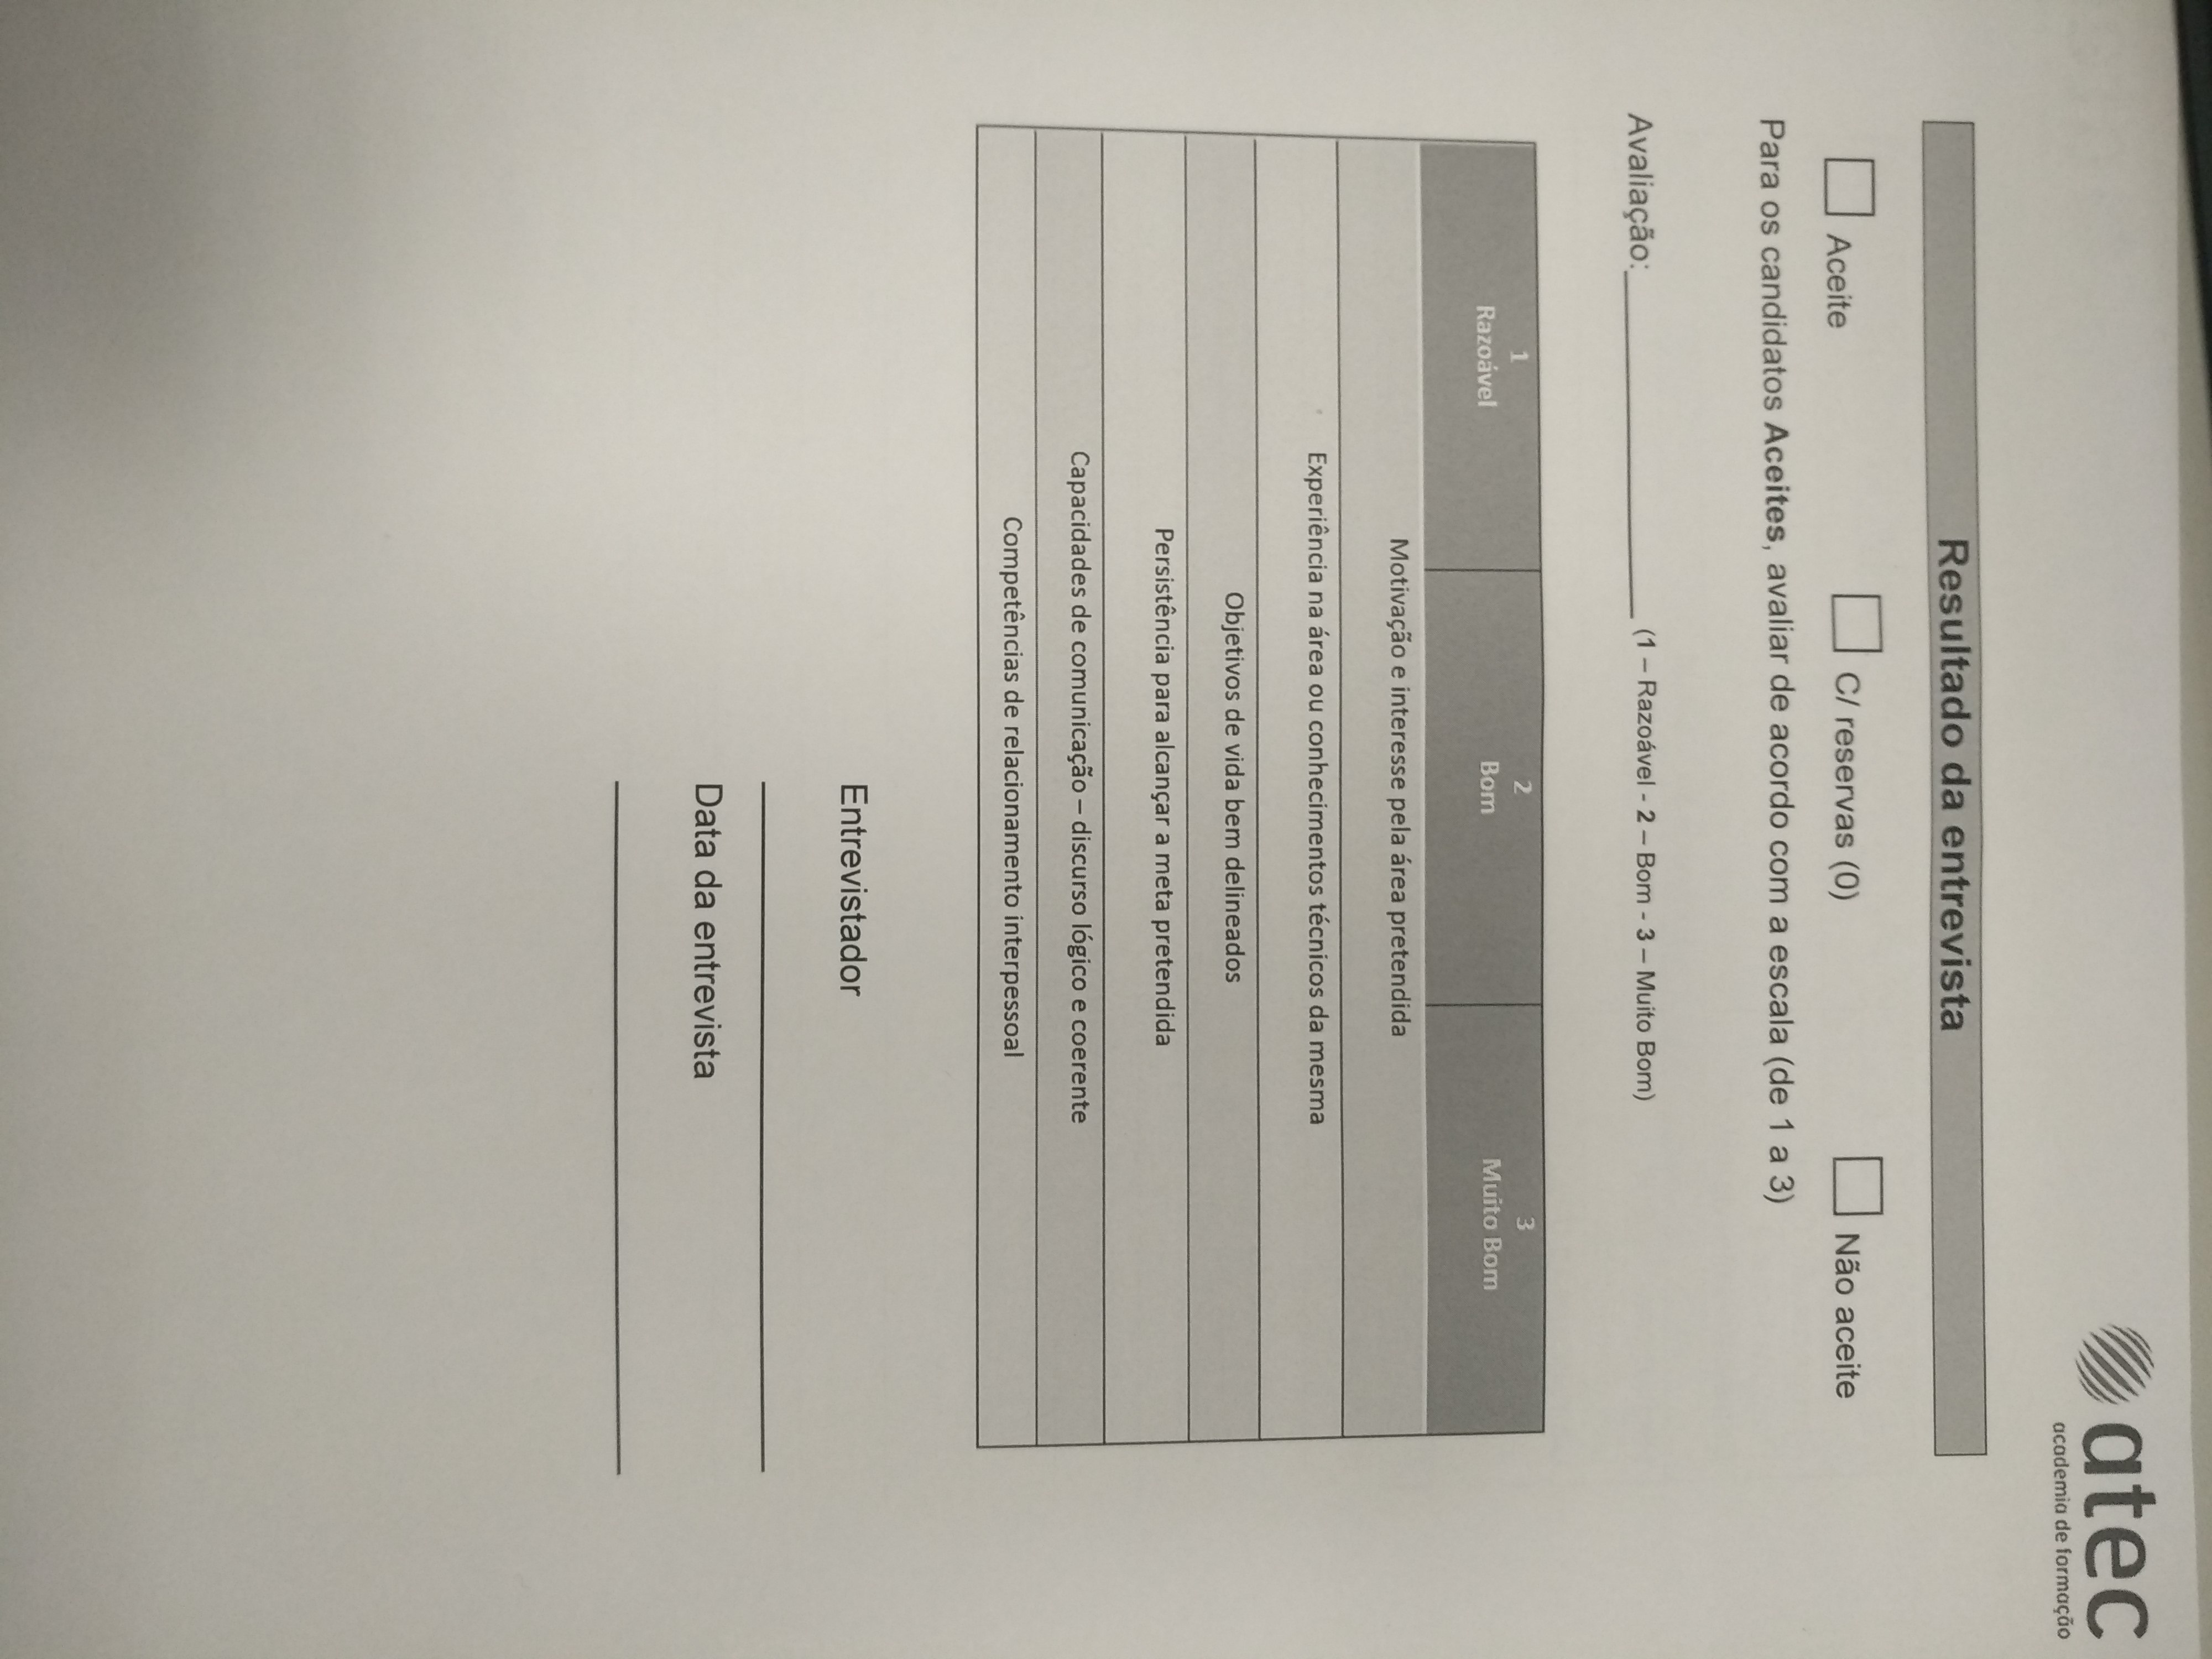 atec
academia de formação
Resultado da entrevista
Aceite
C/ reservas (0)
Não aceite
Para os candidatos Aceites, avaliar de acordo com a escala (de 1 a 3)
Avaliação:____________________ (1 – Razoável - 2 – Bom - 3 – Muito Bom)
1
Razoável
2
Bom
3
Muito Bom
Motivação e interesse pela área pretendida
Experiência na área ou conhecimentos técnicos da mesma
Objetivos de vida bem delineados
Persistência para alcançar a meta pretendida
Capacidades de comunicação – discurso lógico e coerente
Competências de relacionamento interpessoal
Entrevistador
Data da entrevista